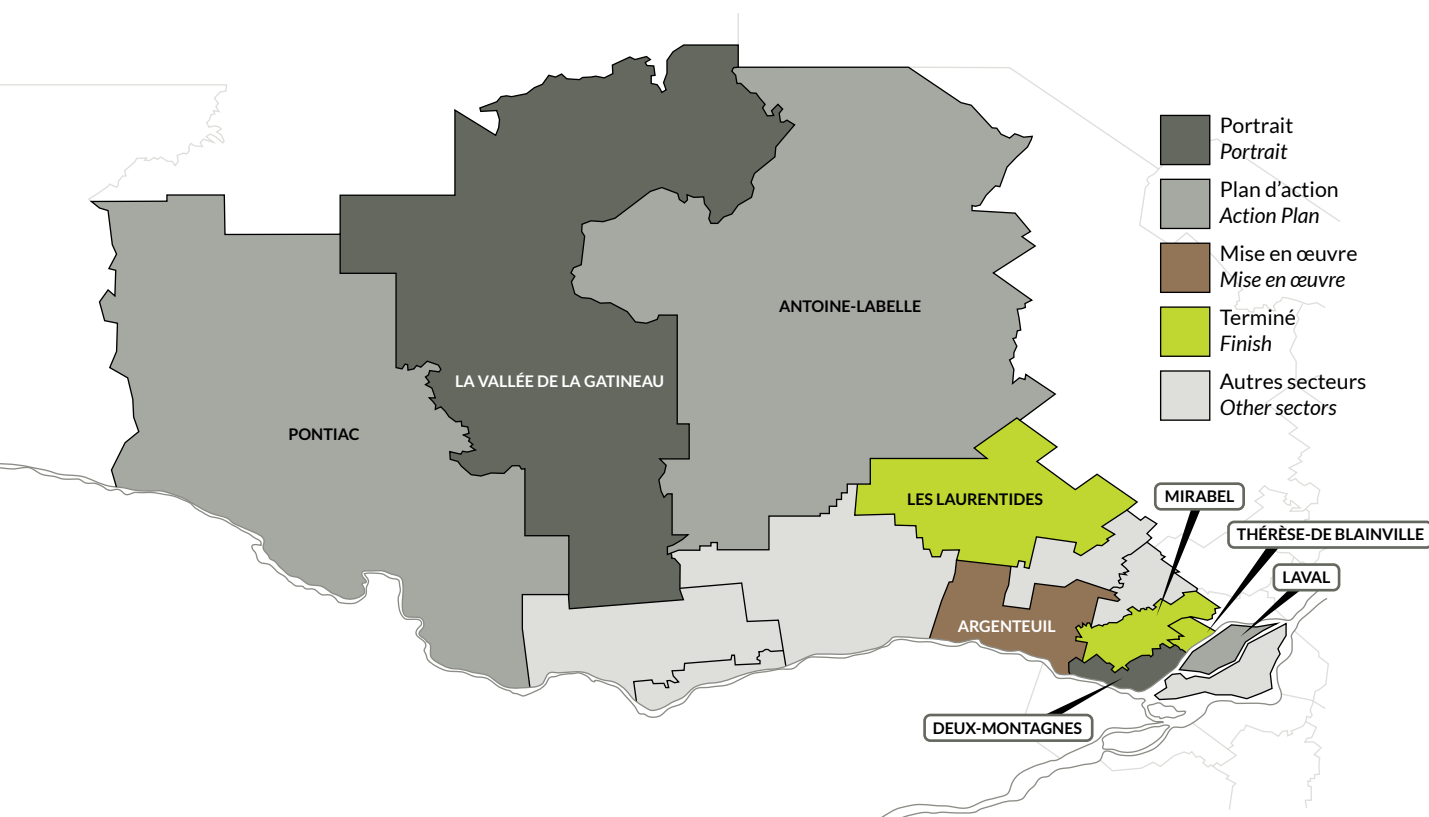 Portrait
Portrait
Plan d'action
Action Plan
Mise en œuvre
Mise en œuvre
Terminé
Finish
Autres secteurs
Other sectors
ANTOINE-LABELLE
LA VALLÉE DE LA GATINEAU
PONTIAC
LES LAURENTIDES
MIRABEL
THÉRÈSE-DE BLAINVILLE
LAVAL
ARGENTEUIL
DEUX-MONTAGNES